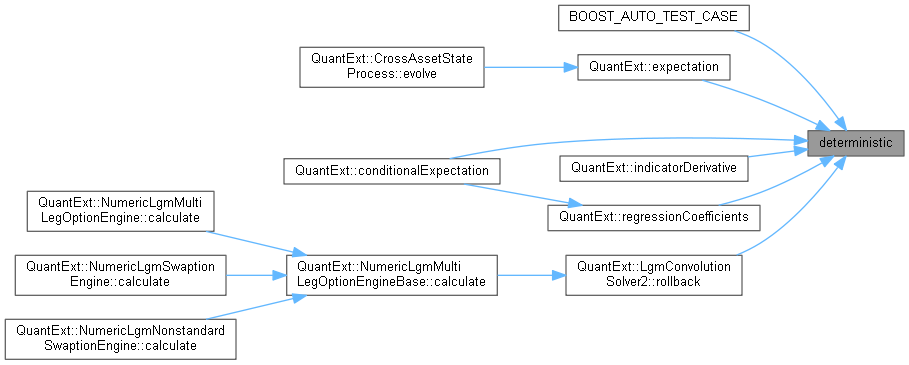 BOOST_AUTO_TEST_CASE
QuantExt::CrossAssetState
Process::evolve
QuantExt::expectation
deterministic
QuantExt::conditionalExpectation
QuantExt::indicatorDerivative
QuantExt::NumericLgmMulti
LegOptionEngine::calculate
QuantExt::regressionCoefficients
QuantExt::NumericLgmSwaption
Engine::calculate
QuantExt::NumericLgmMulti
LegOptionEngineBase::calculate
QuantExt::LgmConvolution
Solver2::rollback
QuantExt::NumericLgmNonstandard
SwaptionEngine::calculate